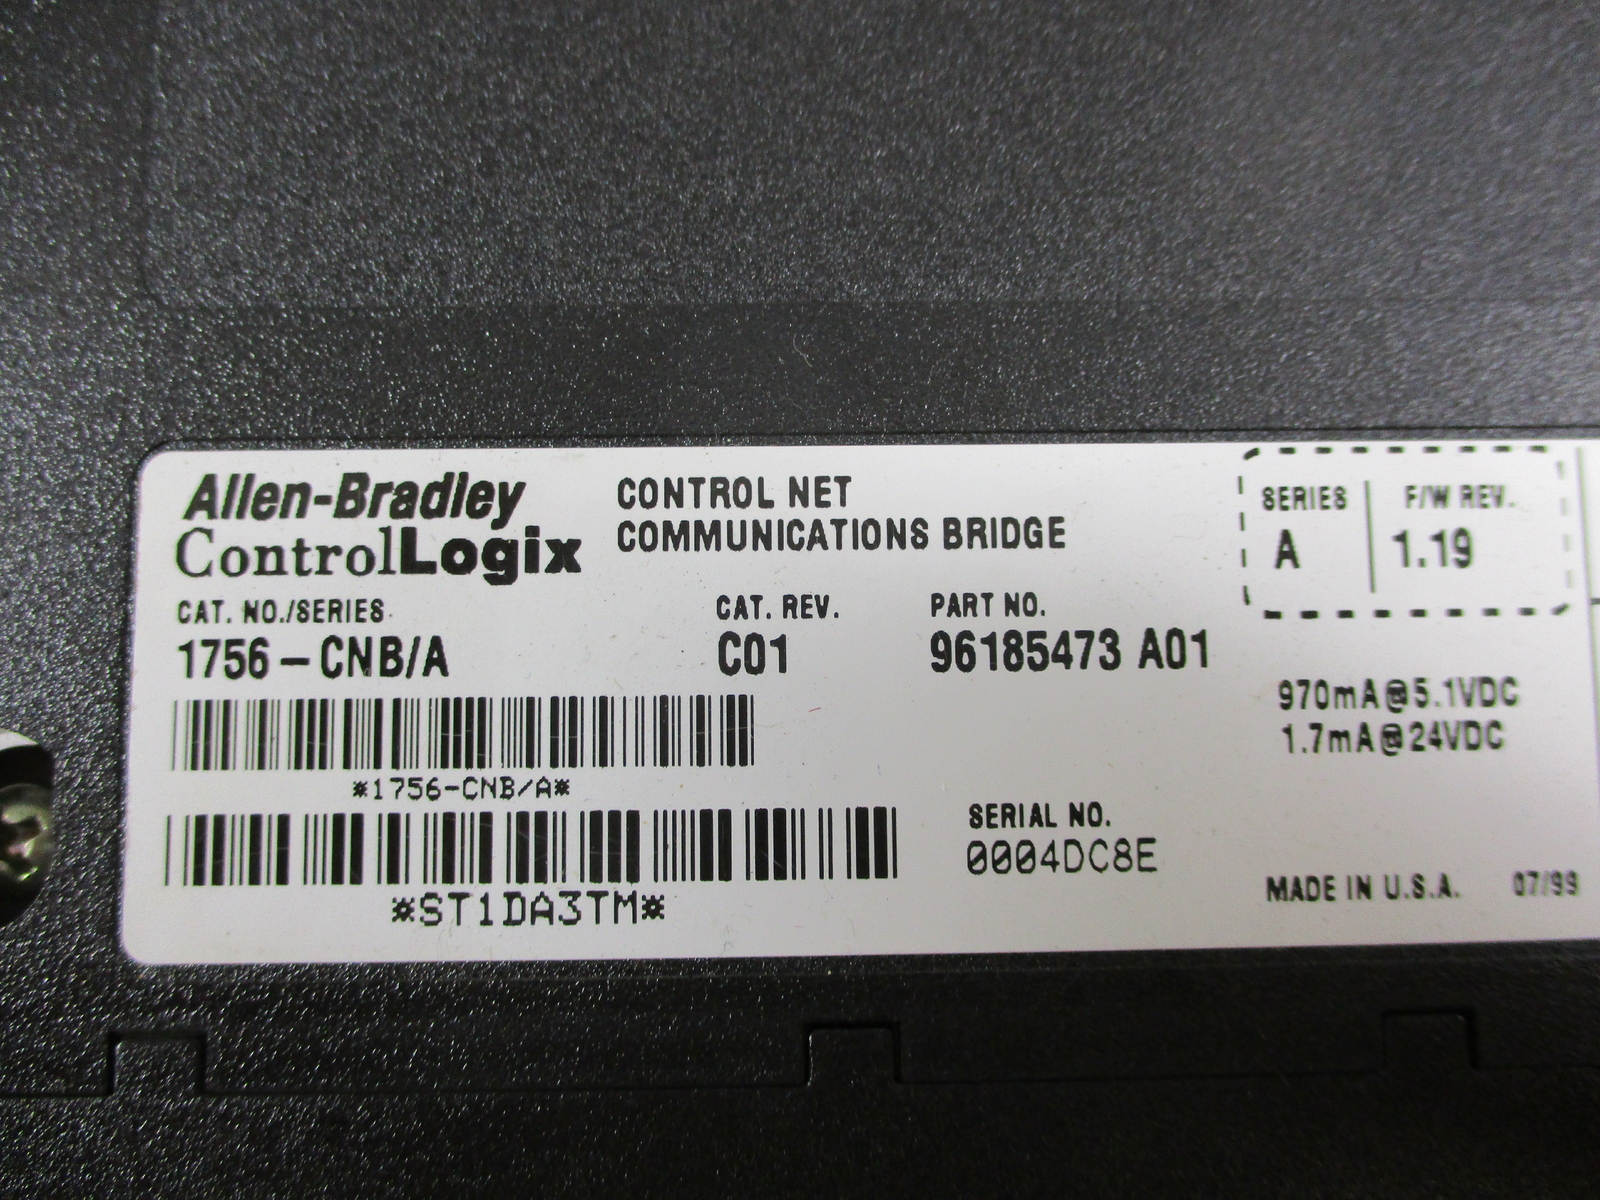 Allen-Bradley
ControlLogix
CONTROL NET
COMMUNICATIONS BRIDGE
SERIES F/W REV.
A 1.19
CAT. NO./SERIES CAT. REV. PART NO.
1756-CNB/A C01 96185473 A01
970mA@5.1VDC
1.7mA@24VDC
*1756-CNB/A*
SERIAL NO.
0004DC8E
*ST1DA3TM*
MADE IN U.S.A. 07/99